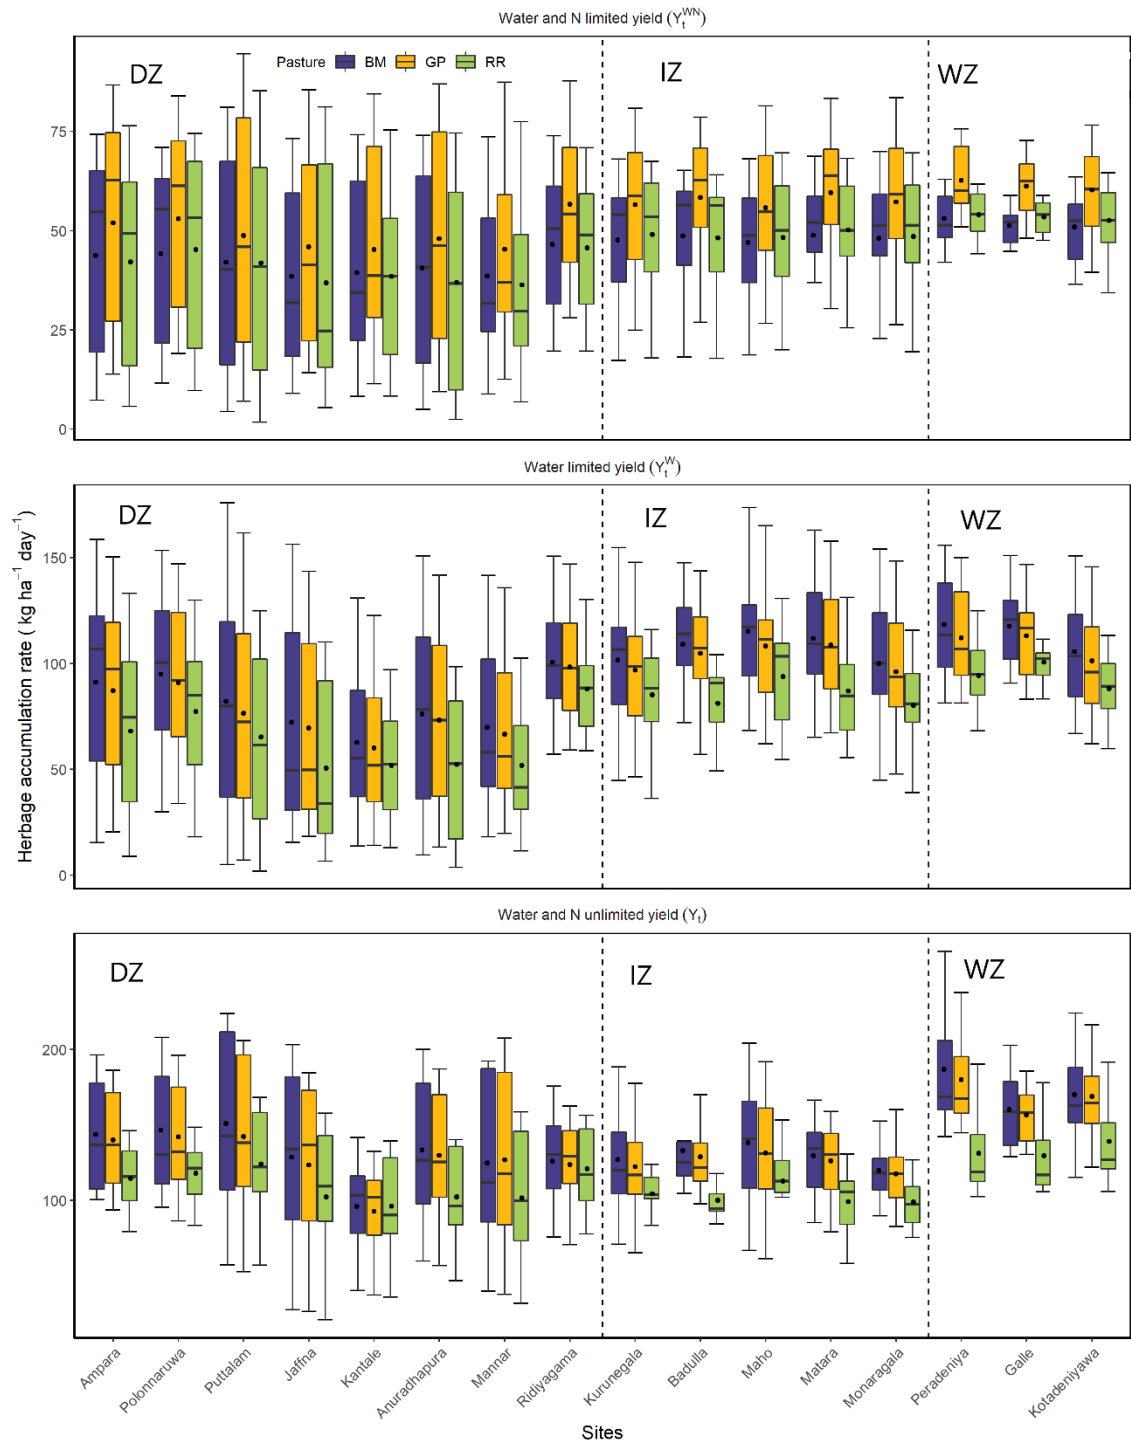 Water and N limited yield (Y_t^WN)
DZ
Pasture BM GP RR
IZ
WZ
75
50
25
0
Water limited yield (Y_t^W)
DZ
IZ
WZ
150
100
50
0
Herbage accumulation rate ( kg ha⁻¹ day⁻¹)
Water and N unlimited yield (Y_t)
DZ
IZ
WZ
200
100
Ampara
Polonnaruwa
Puttalam
Jaffna
Kantale
Anuradhapura
Mannar
Ridiyagama
Kurunegala
Badulla
Maho
Matara
Monaragala
Peradeniya
Galle
Kotadeniyawa
Sites